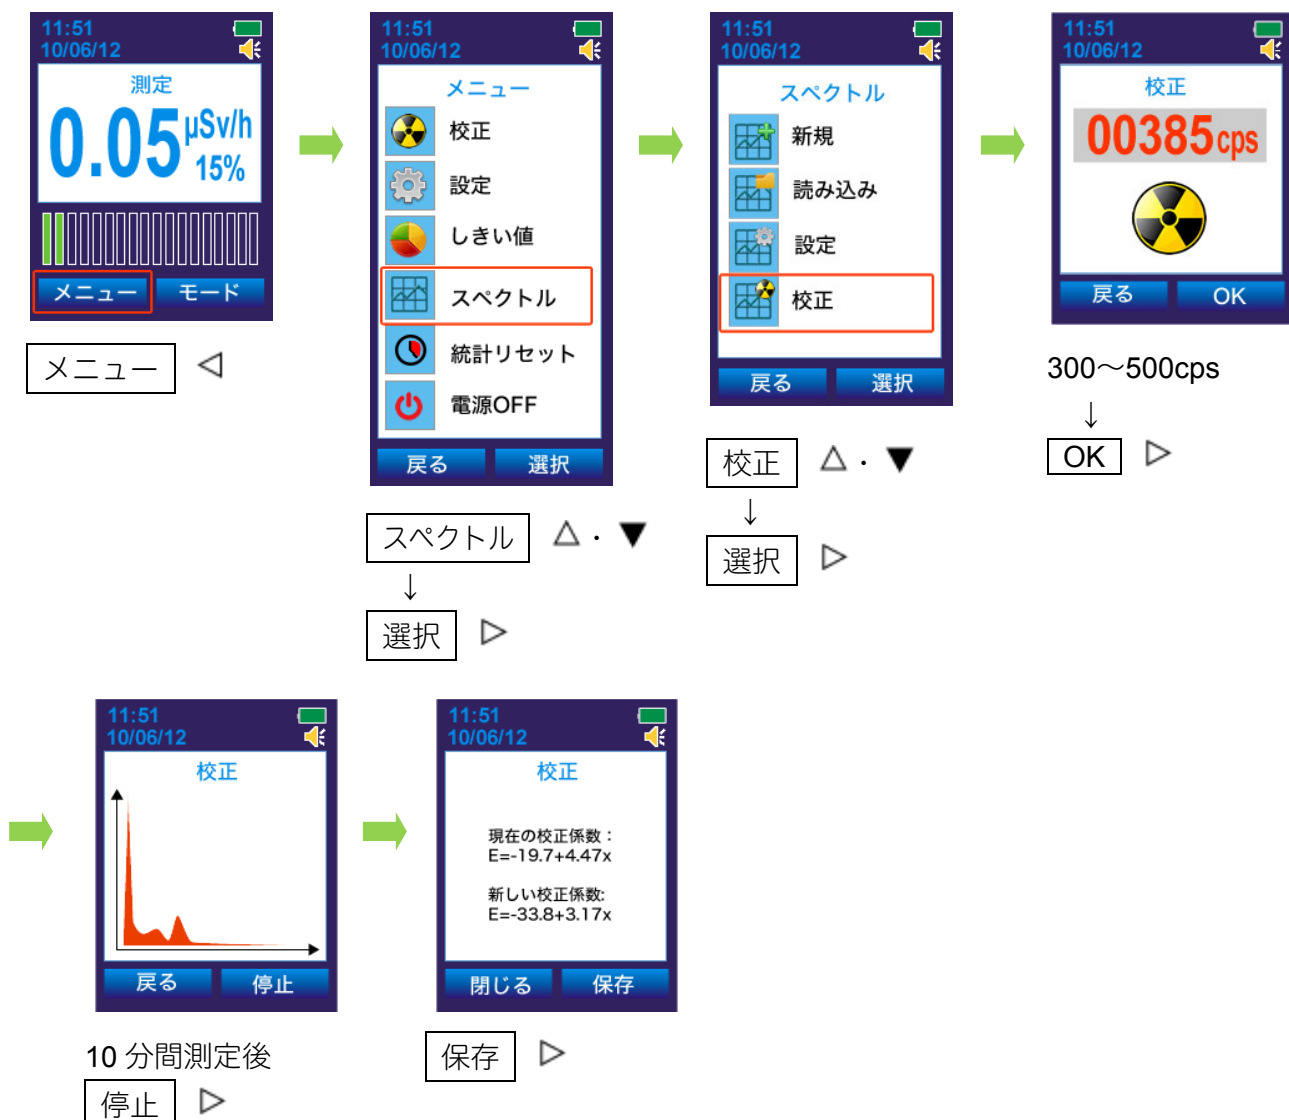 11:51
10/06/12
測定
0.05 μSv/h
15%
メニュー モード
メニュー ◁
11:51
10/06/12
メニュー
校正
設定
しきい値
スペクトル
統計リセット
電源OFF
戻る 選択
スペクトル △・▼
↓
選択 ▷
11:51
10/06/12
スペクトル
新規
読み込み
設定
校正
戻る 選択
校正 △・▼
↓
選択 ▷
11:51
10/06/12
校正
00385cps
戻る OK
300~500cps
↓
OK ▷
11:51
10/06/12
校正
戻る 停止
10 分間測定後
停止 ▷
11:51
10/06/12
校正
現在の校正係数:
E=-19.7+4.47x
新しい校正係数:
E=-33.8+3.17x
閉じる 保存
保存 ▷